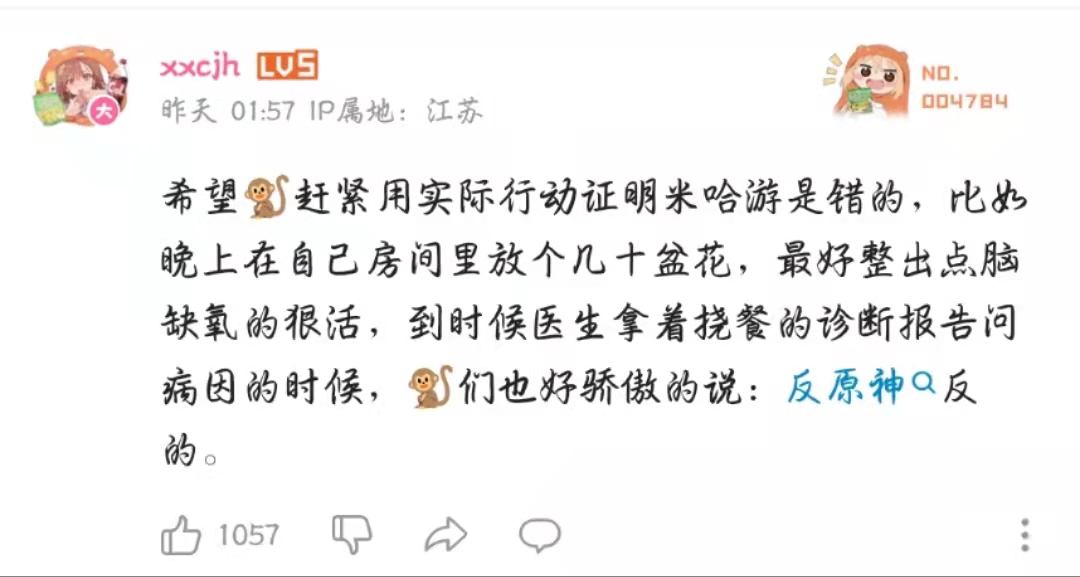 xxcjh LV5
昨天 01:57 IP属地：江苏
大
NO.
004784
希望🐒赶紧用实际行动证明米哈游是错的，比如
晚上在自己房间里放个几十盆花，最好整出点脑
缺氧的狠活，到时候医生拿着挠餐的诊断报告问
病因的时候，🐒们也好骄傲的说：反原神反
的。
1057